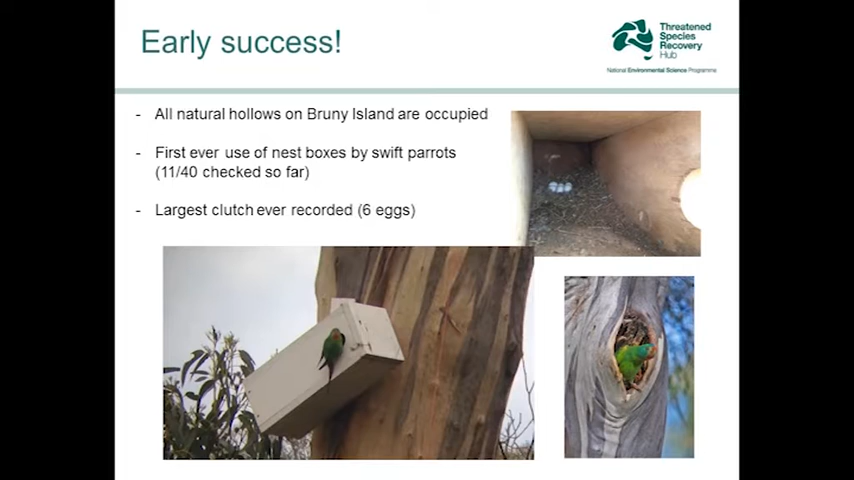 Early success!
Threatened
Species
Recovery
Hub
National Environmental Science Programme
- All natural hollows on Bruny Island are occupied
- First ever use of nest boxes by swift parrots
(11/40 checked so far)
- Largest clutch ever recorded (6 eggs)